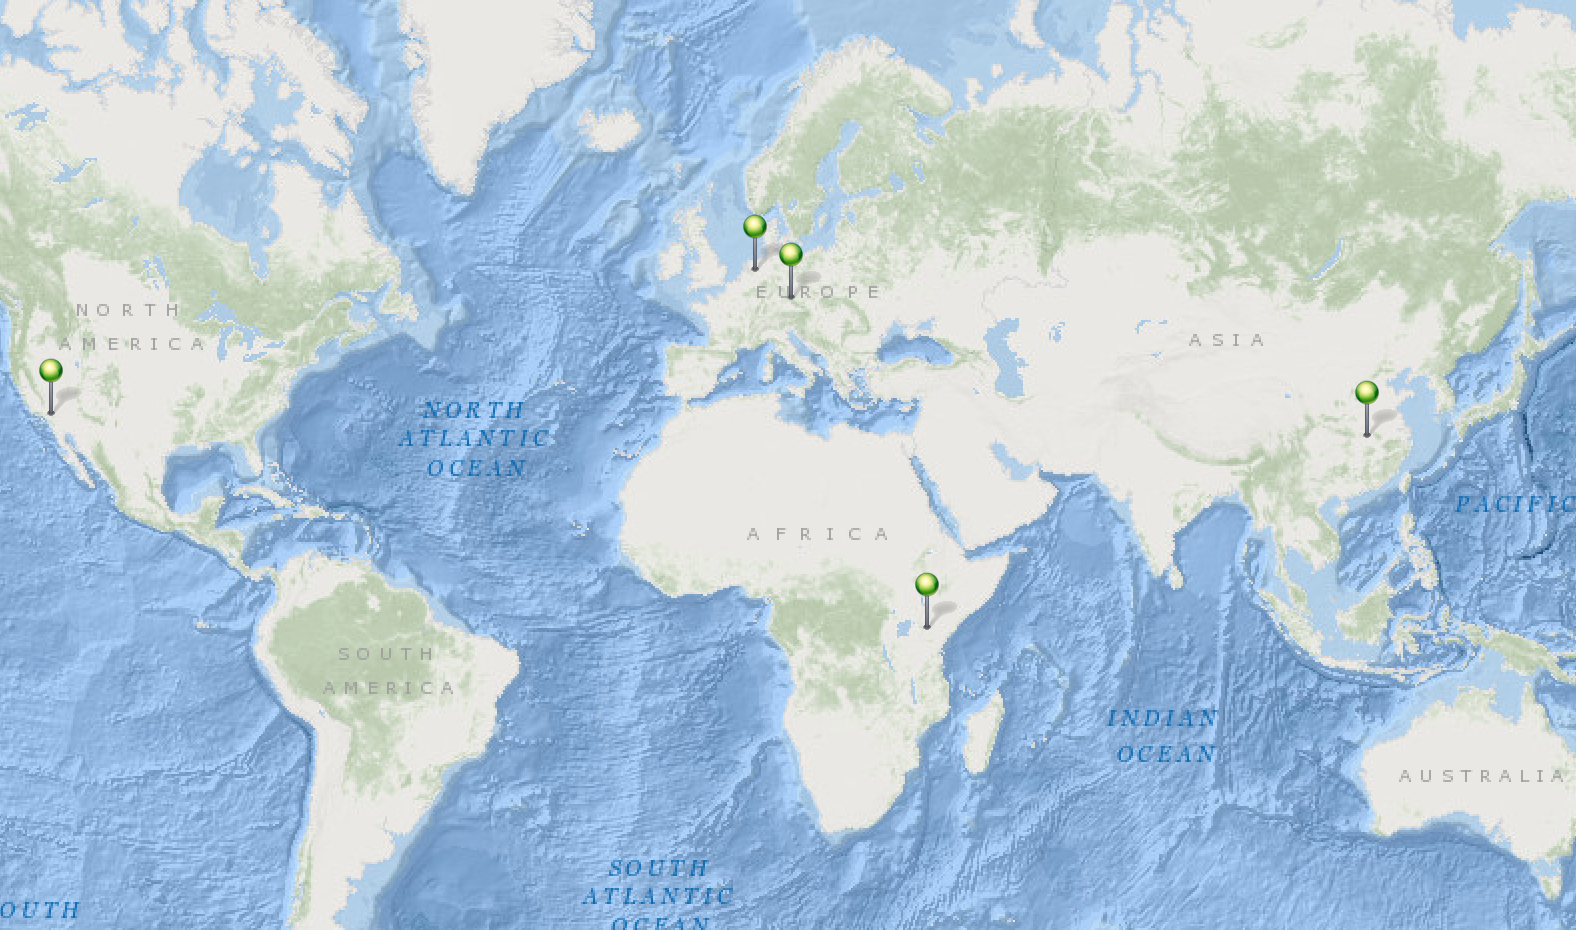 NORTH
AMERICA
EUROPE
ASIA
NORTH
ATLANTIC
OCEAN
PACIFIC
AFRICA
SOUTH
AMERICA
INDIAN
OCEAN
AUSTRALIA
SOUTH
ATLANTIC
OCEAN
OUTH